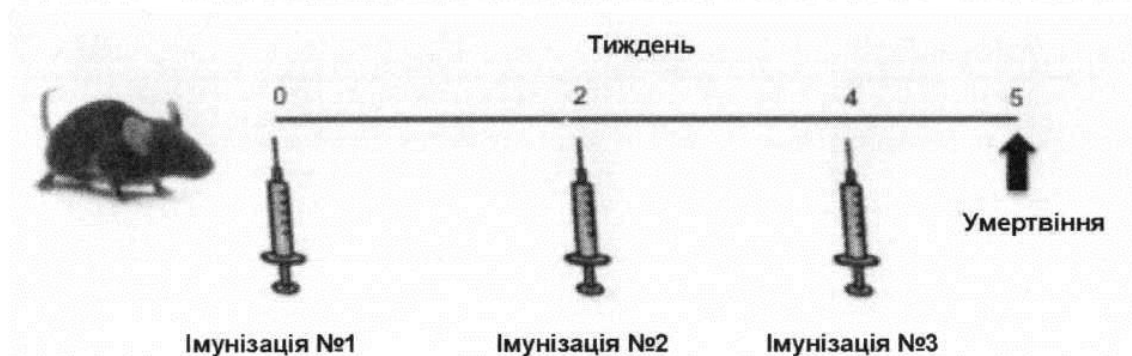 Тиждень
0 2 4 5
Умертвіння
Імунізація №1 Імунізація №2 Імунізація №3